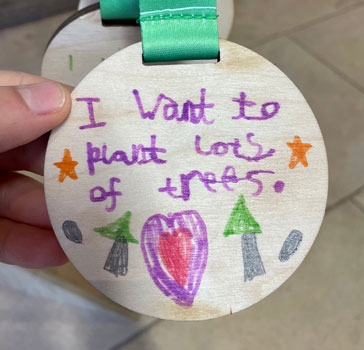 I want to
plant lots
of trees.